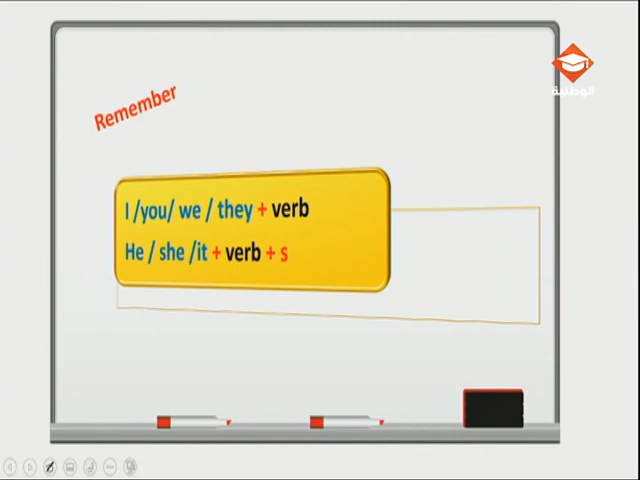 الوطنية
Remember
I /you/ we / they + verb
He / she /it + verb + s